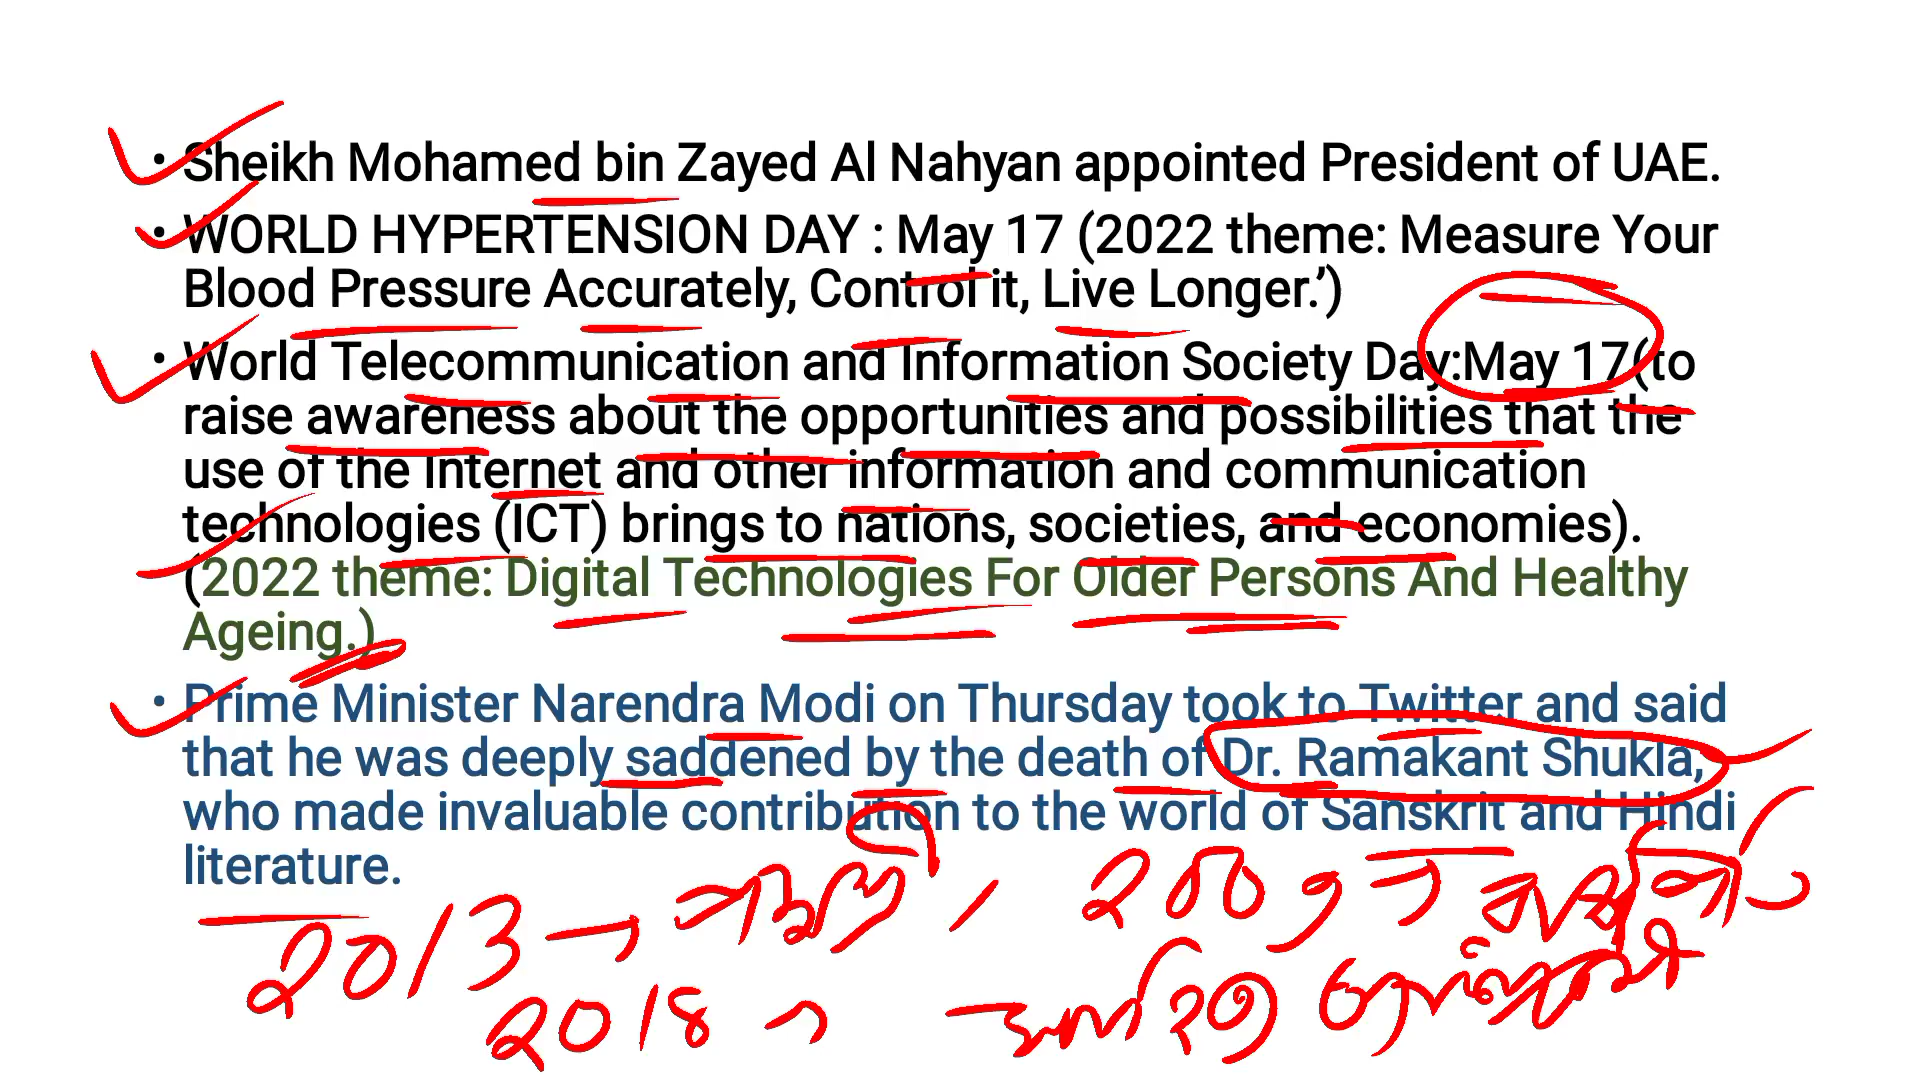 • Sheikh Mohamed bin Zayed Al Nahyan appointed President of UAE.
• WORLD HYPERTENSION DAY : May 17 (2022 theme: Measure Your
Blood Pressure Accurately, Control it, Live Longer.’)
• World Telecommunication and Information Society Day:May 17(to
raise awareness about the opportunities and possibilities that the
use of the Internet and other information and communication
technologies (ICT) brings to nations, societies, and economies).
(2022 theme: Digital Technologies For Older Persons And Healthy
Ageing.)
• Prime Minister Narendra Modi on Thursday took to Twitter and said
that he was deeply saddened by the death of Dr. Ramakant Shukla,
who made invaluable contribution to the world of Sanskrit and Hindi
literature.
2013